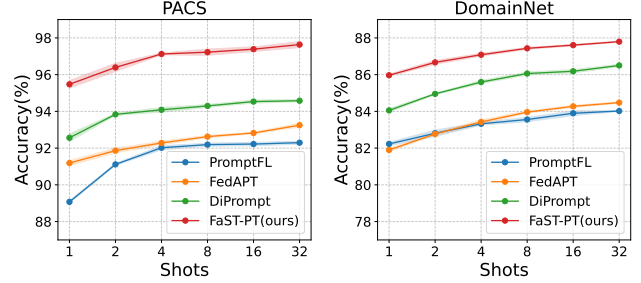 PACS
98
96
94
92
90
88
Accuracy(%)
1 2 4 8 16 32
Shots
PromptFL
FedAPT
DiPrompt
FaST-PT(ours)
DomainNet
88
86
84
82
80
78
Accuracy(%)
1 2 4 8 16 32
Shots
PromptFL
FedAPT
DiPrompt
FaST-PT(ours)